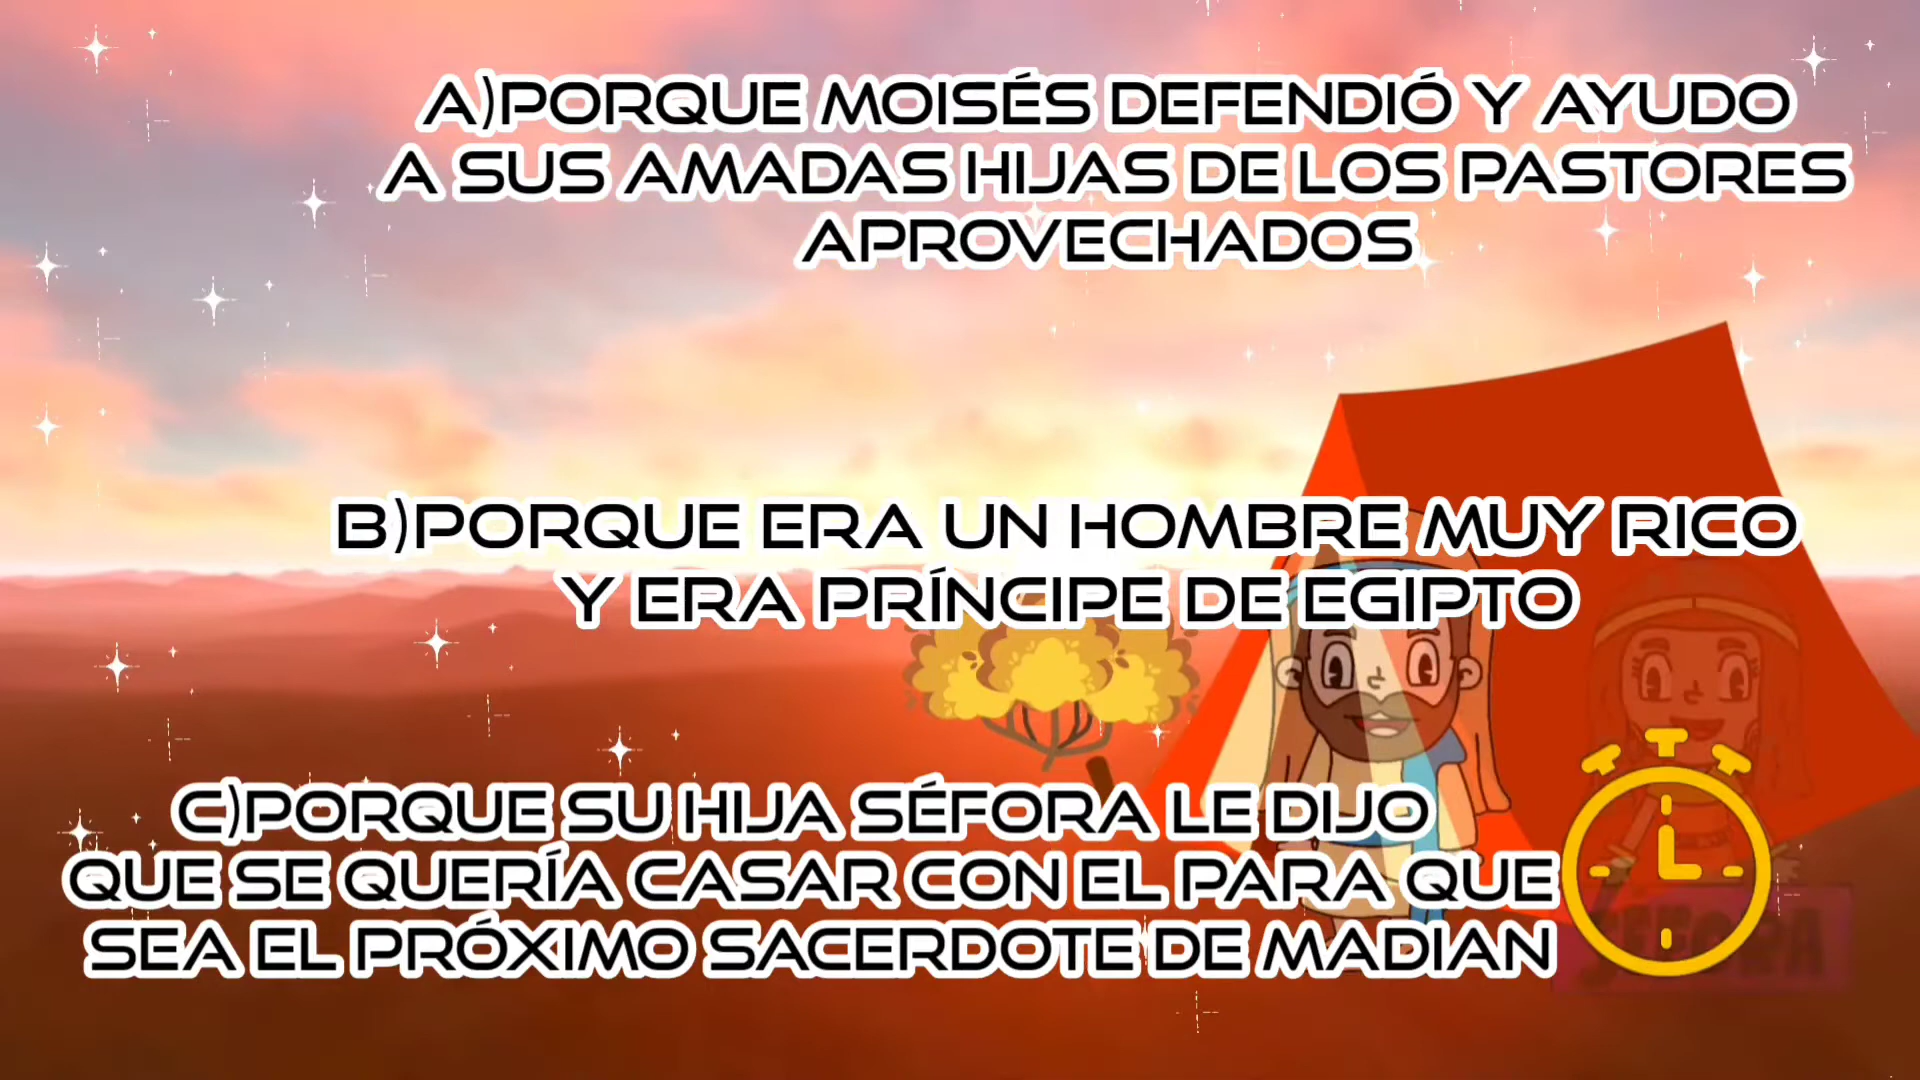 A)PORQUE MOISÉS DEFENDIÓ Y AYUDO
A SUS AMADAS HIJAS DE LOS PASTORES
APROVECHADOS
B)PORQUE ERA UN HOMBRE MUY RICO
Y ERA PRÍNCIPE DE EGIPTO
C)PORQUE SU HIJA SÉFORA LE DIJO
QUE SE QUERÍA CASAR CON EL PARA QUE
SEA EL PRÓXIMO SACERDOTE DE MADIAN
SÉFORA